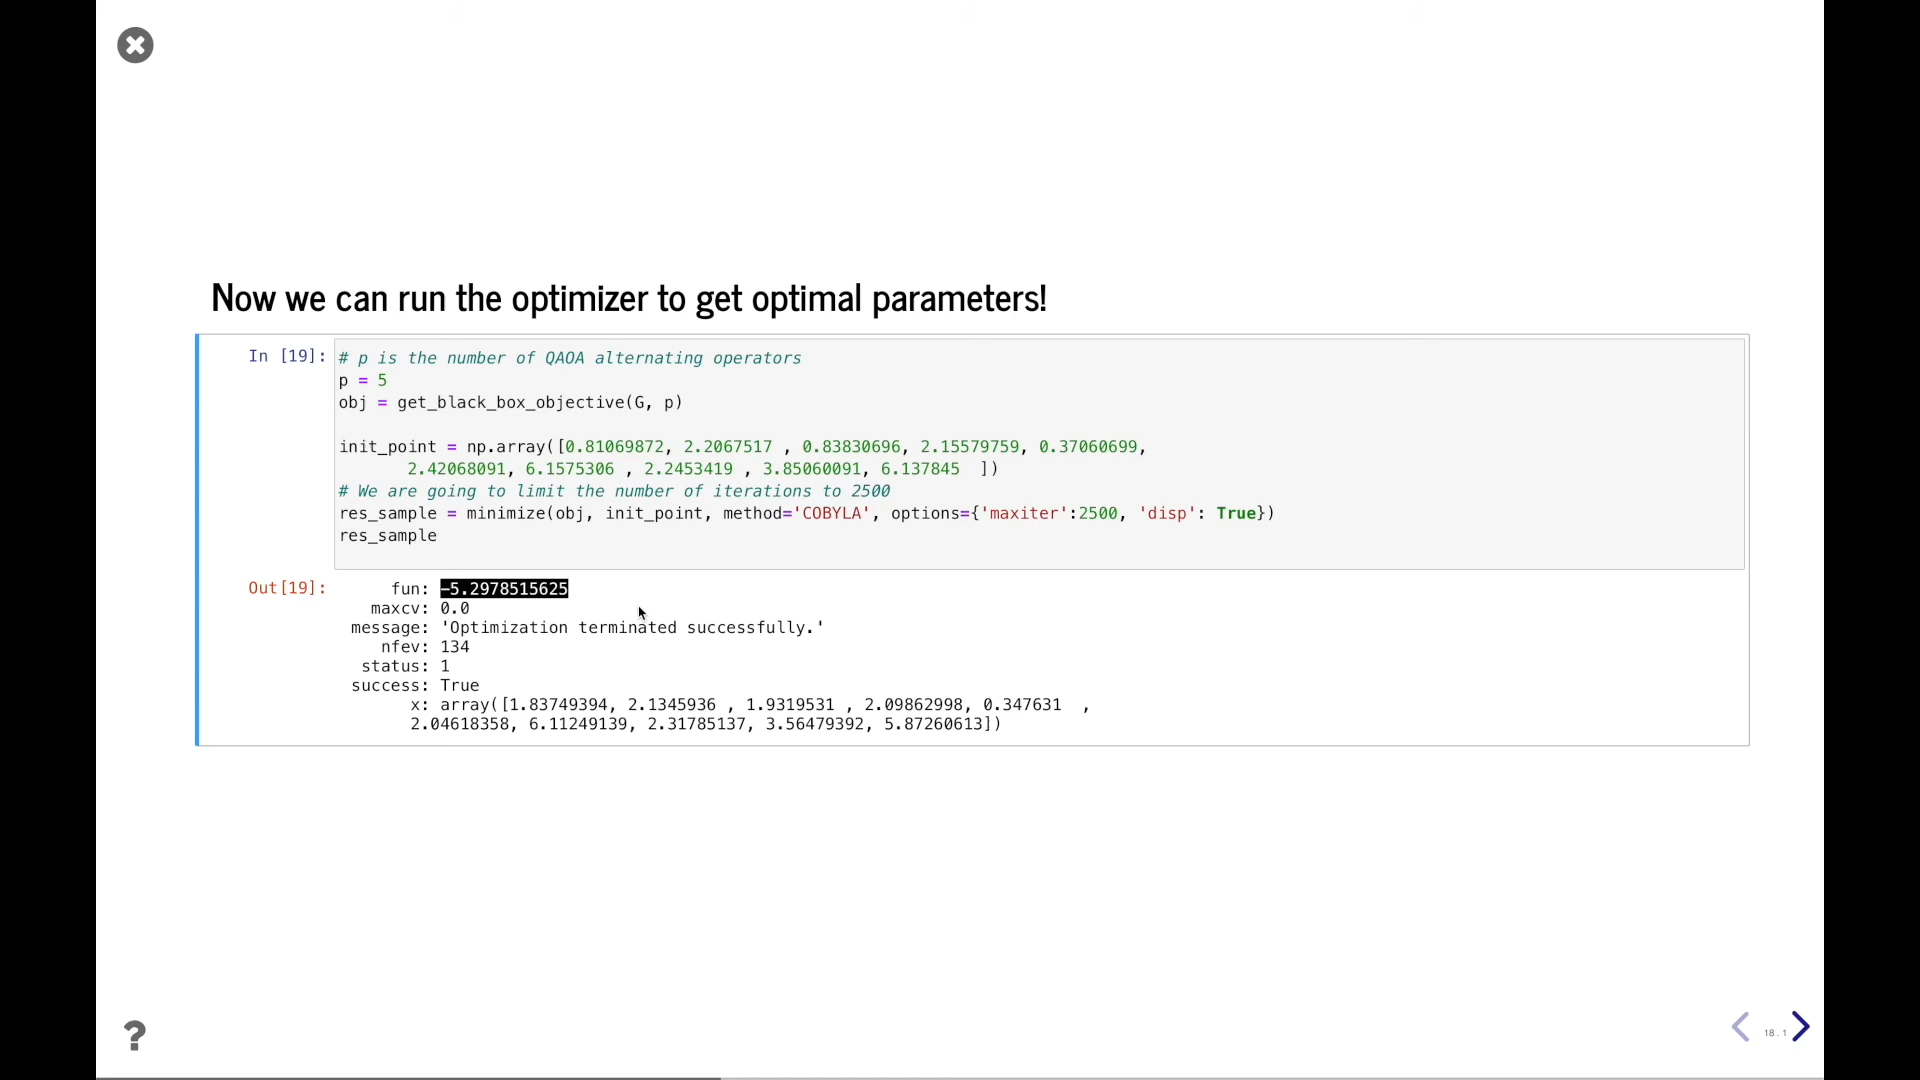 Now we can run the optimizer to get optimal parameters!
In [19]: # p is the number of QAOA alternating operators
p = 5
obj = get_black_box_objective(G, p)
init_point = np.array([0.81069872, 2.2067517 , 0.83830696, 2.15579759, 0.37060699,
2.42068091, 6.1575306 , 2.2453419 , 3.85060091, 6.137845  ])
# We are going to limit the number of iterations to 2500
res_sample = minimize(obj, init_point, method='COBYLA', options={'maxiter':2500, 'disp': True})
res_sample
Out[19]: fun: -5.2978515625
maxcv: 0.0
message: 'Optimization terminated successfully.'
nfev: 134
status: 1
success: True
x: array([1.83749394, 2.1345936 , 1.9319531 , 2.09862998, 0.347631  ,
2.04618358, 6.11249139, 2.31785137, 3.56479392, 5.87260613])
?
18 . 1